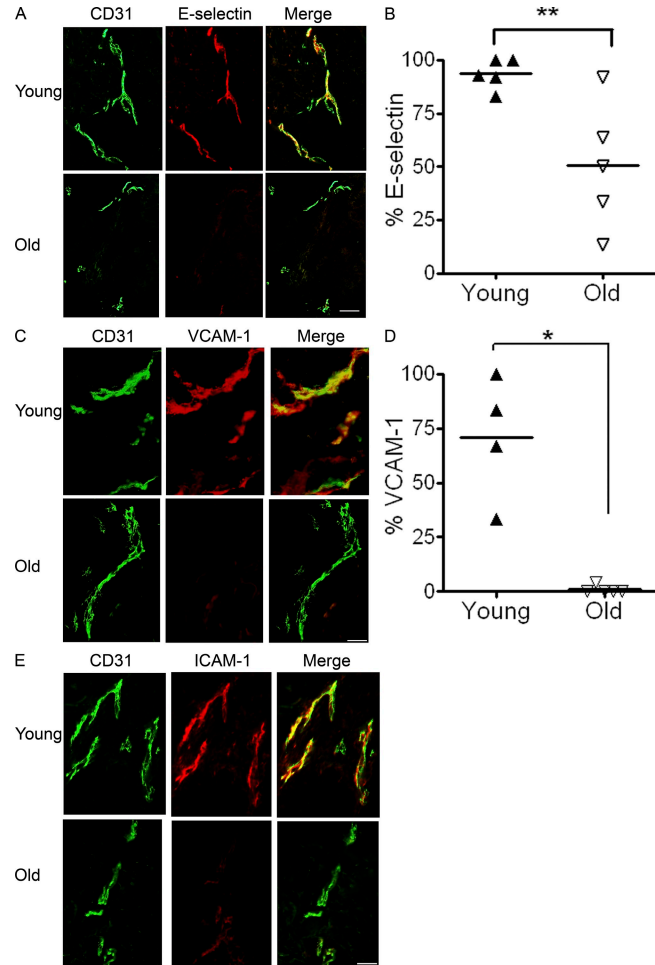 A
CD31 E-selectin Merge
Young
Old
B
**
% E-selectin
100
75
50
25
0
Young Old
C
CD31 VCAM-1 Merge
Young
Old
D
*
% VCAM-1
100
75
50
25
0
Young Old
E
CD31 ICAM-1 Merge
Young
Old